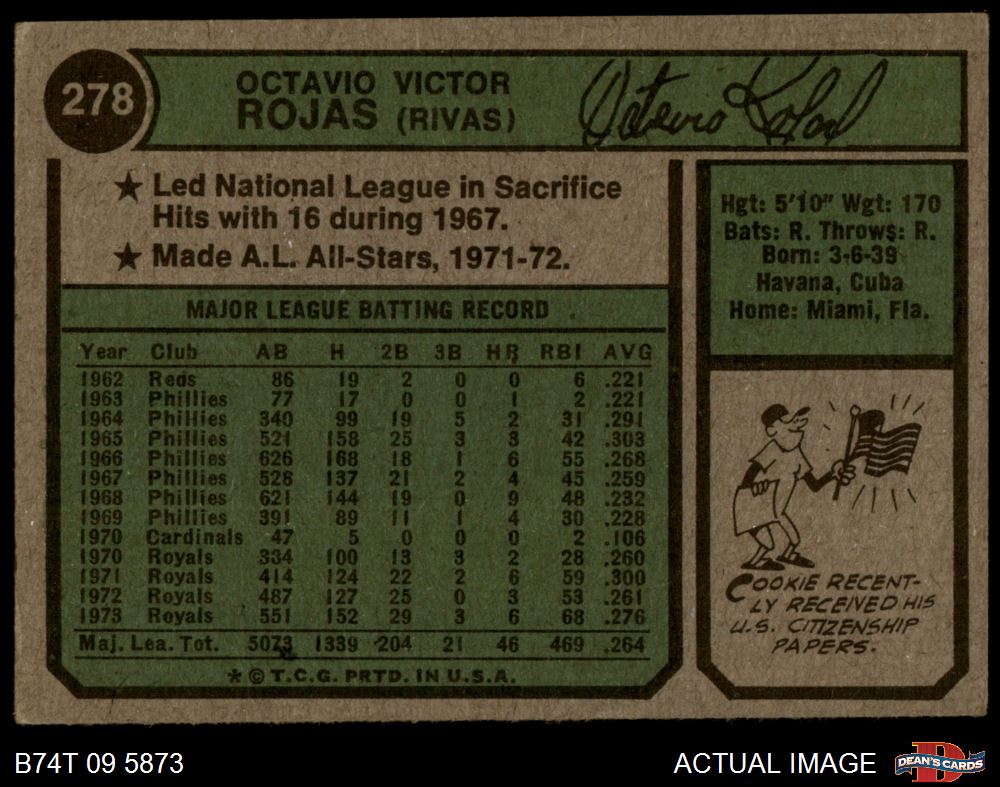 278
OCTAVIO VICTOR
ROJAS (RIVAS)
Octavio Rojas
★ Led National League in Sacrifice
Hits with 16 during 1967.
★ Made A.L. All-Stars, 1971-72.
Hgt: 5'10" Wgt: 170
Bats: R. Throws: R.
Born: 3-6-39
Havana, Cuba
Home: Miami, Fla.
MAJOR LEAGUE BATTING RECORD
Year Club AB H 2B 3B HR RBI AVG
1962 Reds 86 19 2 0 0 6 .221
1963 Phillies 77 17 0 0 1 2 .221
1964 Phillies 340 99 19 5 2 31 .291
1965 Phillies 521 158 25 3 3 42 .303
1966 Phillies 626 168 18 1 6 55 .268
1967 Phillies 528 137 21 2 4 45 .259
1968 Phillies 621 144 19 0 9 48 .232
1969 Phillies 391 89 11 1 4 30 .228
1970 Cardinals 47 5 0 0 0 2 .106
1970 Royals 334 100 13 3 2 28 .260
1971 Royals 414 124 22 2 6 59 .300
1972 Royals 487 127 25 0 3 53 .261
1973 Royals 551 152 29 3 6 68 .276
Maj. Lea. Tot. 5023 1339 204 21 46 469 .264
* © T.C.G. PRTD. IN U.S.A.
COOKIE RECENT-
LY RECEIVED HIS
U.S. CITIZENSHIP
PAPERS.
B74T 09 5873
ACTUAL IMAGE
DEAN'S CARDS